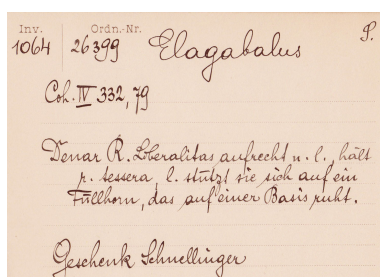 Inv. Ordn.-Nr.
1064 26399 Elagabalus S.
Coh. IV 332, 79
Denar R. Liberalitas aufrecht n. l., hält
r. tessera, l. stützt sie sich auf ein
Füllhorn, das auf einer Basis ruht.
Geschenk Schnellinger